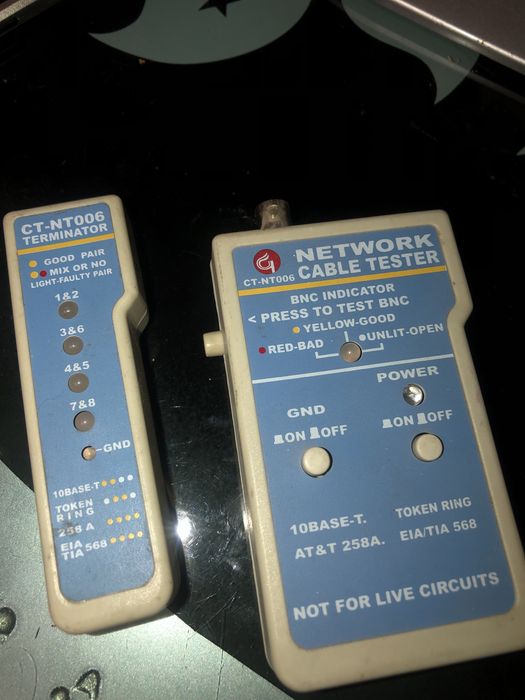 CT-NT006
TERMINATOR
GOOD PAIR
MIX OR NO
LIGHT-FAULTY PAIR
1&2
3&6
4&5
7&8
GND
10BASE-T
TOKEN
RING
258 A
EIA
TIA 568
CT-NT006
NETWORK
CABLE TESTER
BNC INDICATOR
< PRESS TO TEST BNC
YELLOW-GOOD
RED-BAD
UNLIT-OPEN
POWER
ON OFF
GND
ON OFF
10BASE-T.
TOKEN RING
AT&T 258A.
EIA/TIA 568
NOT FOR LIVE CIRCUITS